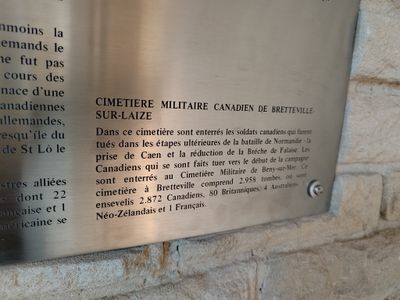 nmoins la
emands le
ne fut pas
cours des
nace d'une
anadiennes
allemandes,
resqu'île du
de St Lô le
stres alliées
e dont 22
ançaise et 1
méricaine se
CIMETIERE MILITAIRE CANADIEN DE BRETTEVILLE-
SUR-LAIZE
Dans ce cimetière sont enterrés les soldats canadiens qui furent
tués dans les étapes ultérieures de la bataille de Normandie - la
prise de Caen et la réduction de la Brèche de Falaise. Les
Canadiens qui se sont faits tuer vers le début de la campagne
sont enterrés au Cimetière Militaire de Beny-sur-Mer. Ce
cimetière à Bretteville comprend 2.958 tombes, où sont
ensevelis 2.872 Canadiens, 80 Britanniques, 4 Australiens,
Néo-Zélandais et 1 Français.